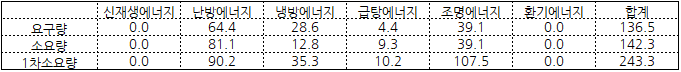 신재생에너지 난방에너지 냉방에너지 급탕에너지 조명에너지 환기에너지 합계
요구량 0.0 64.4 28.6 4.4 39.1 0.0 136.5
소요량 0.0 81.1 12.8 9.3 39.1 0.0 142.3
1차소요량 0.0 90.2 35.3 10.2 107.5 0.0 243.3